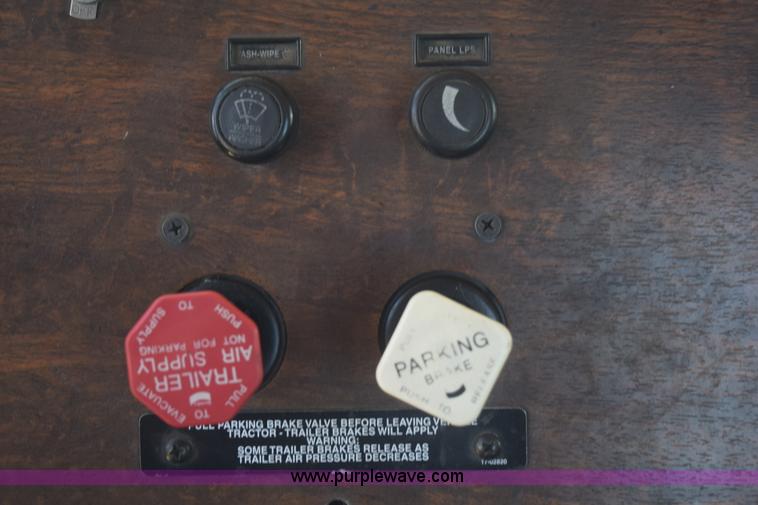 ASH-WIPE
PANEL LPS
WIPER
PULL
PARKING
BRAKE
PUSH TO
RELEASE
PULL
TO
EVACUATE
TRAILER
AIR SUPPLY
NOT FOR PARKING
PUSH
TO
SUPPLY
PULL PARKING BRAKE VALVE BEFORE LEAVING
TRACTOR - TRAILER BRAKES WILL APPLY
WARNING:
SOME TRAILER BRAKES RELEASE AS
TRAILER AIR PRESSURE DECREASES
www.purplewave.com